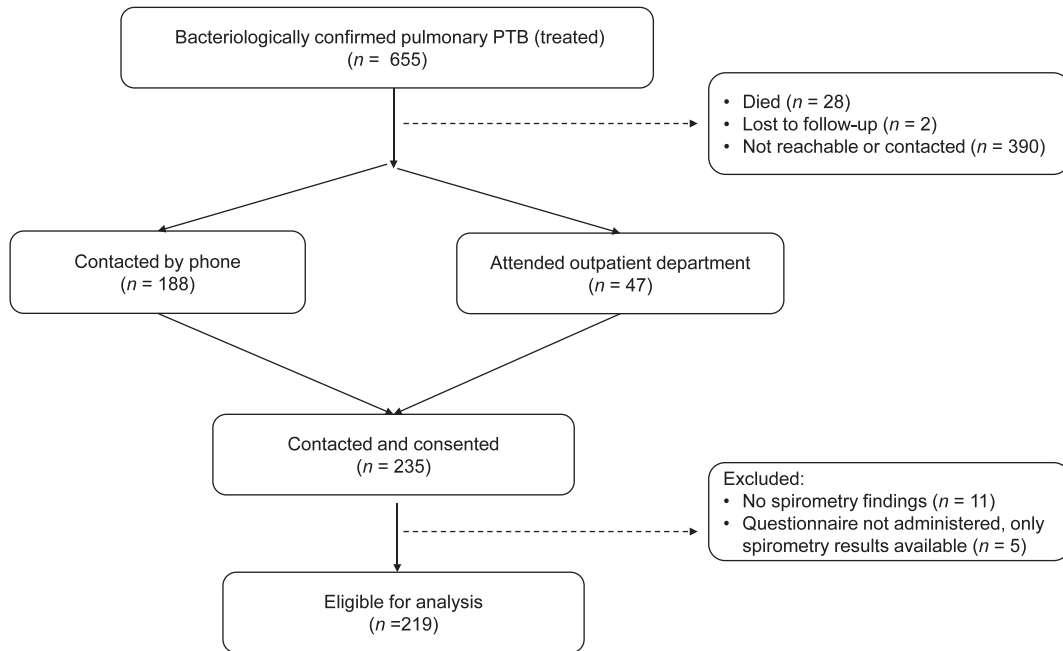 Bacteriologically confirmed pulmonary PTB (treated)
(n = 655)
• Died (n = 28)
• Lost to follow-up (n = 2)
• Not reachable or contacted (n = 390)
Contacted by phone
(n = 188)
Attended outpatient department
(n = 47)
Contacted and consented
(n = 235)
Excluded:
• No spirometry findings (n = 11)
• Questionnaire not administered, only
spirometry results available (n = 5)
Eligible for analysis
(n =219)